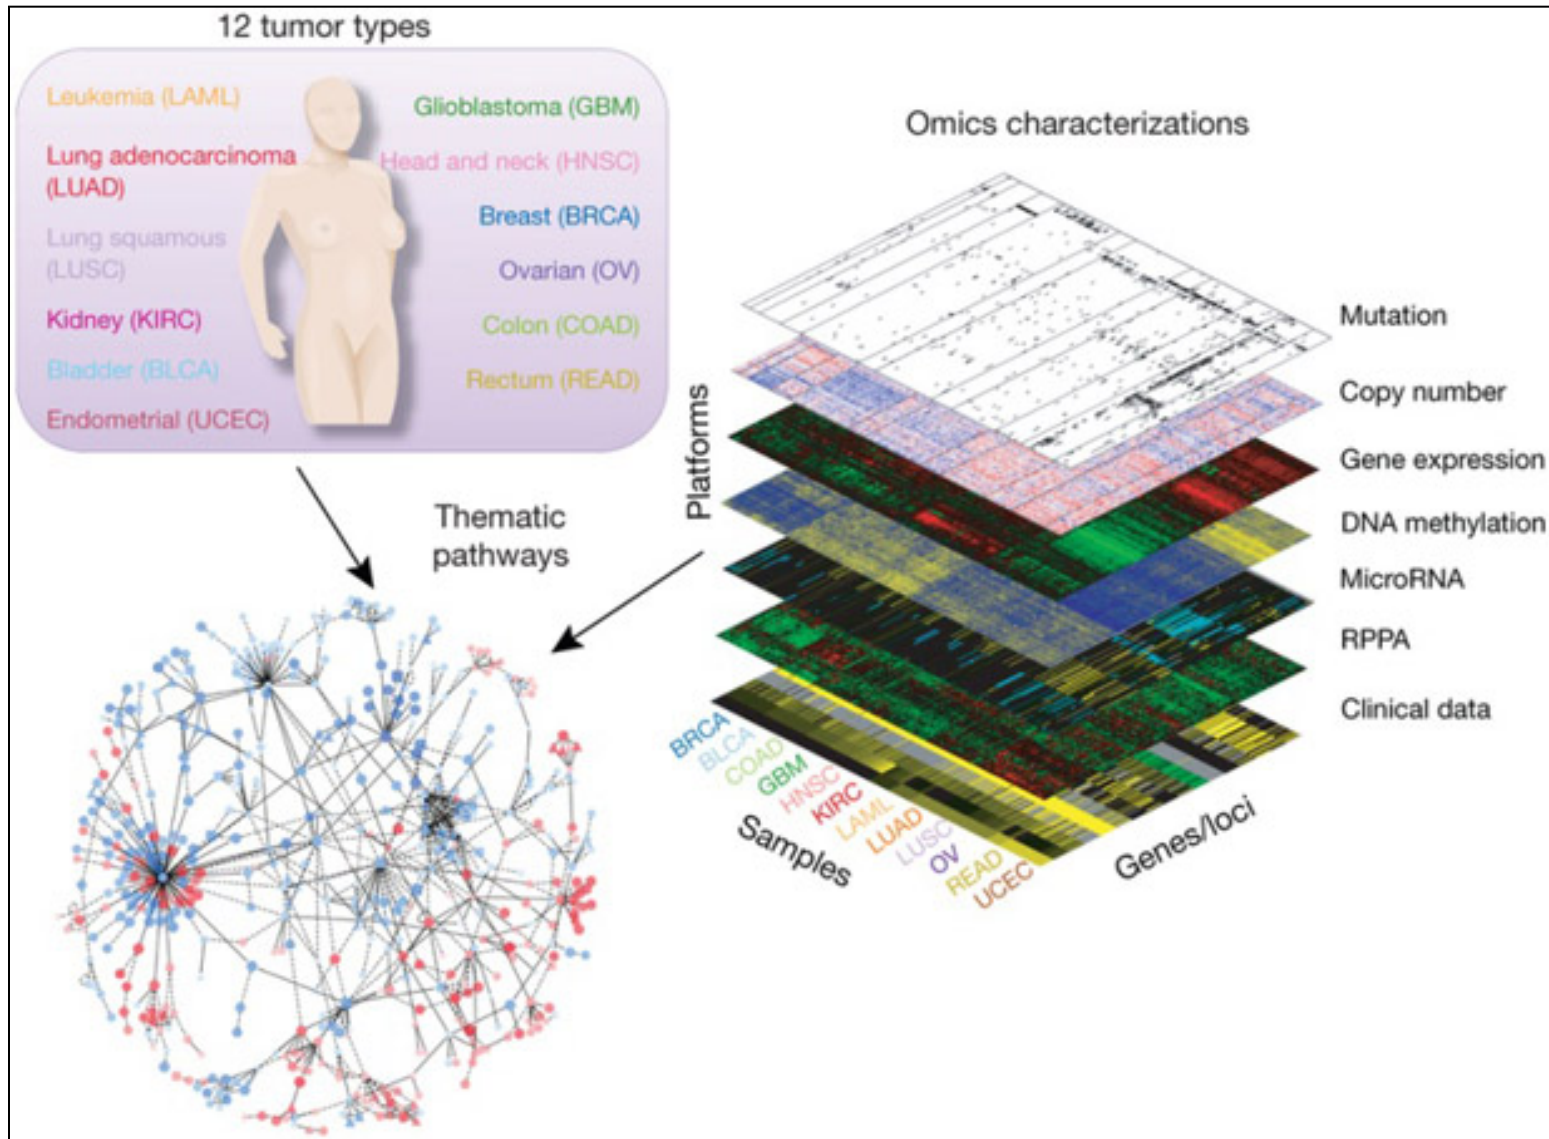 12 tumor types
Leukemia (LAML)
Lung adenocarcinoma
(LUAD)
Lung squamous
(LUSC)
Kidney (KIRC)
Bladder (BLCA)
Endometrial (UCEC)
Glioblastoma (GBM)
Head and neck (HNSC)
Breast (BRCA)
Ovarian (OV)
Colon (COAD)
Rectum (READ)
Thematic
pathways
Omics characterizations
Platforms
Mutation
Copy number
Gene expression
DNA methylation
MicroRNA
RPPA
Clinical data
BRCA
BLCA
COAD
GBM
HNSC
KIRC
LAML
LUAD
LUSC
OV
READ
UCEC
Samples
Genes/loci